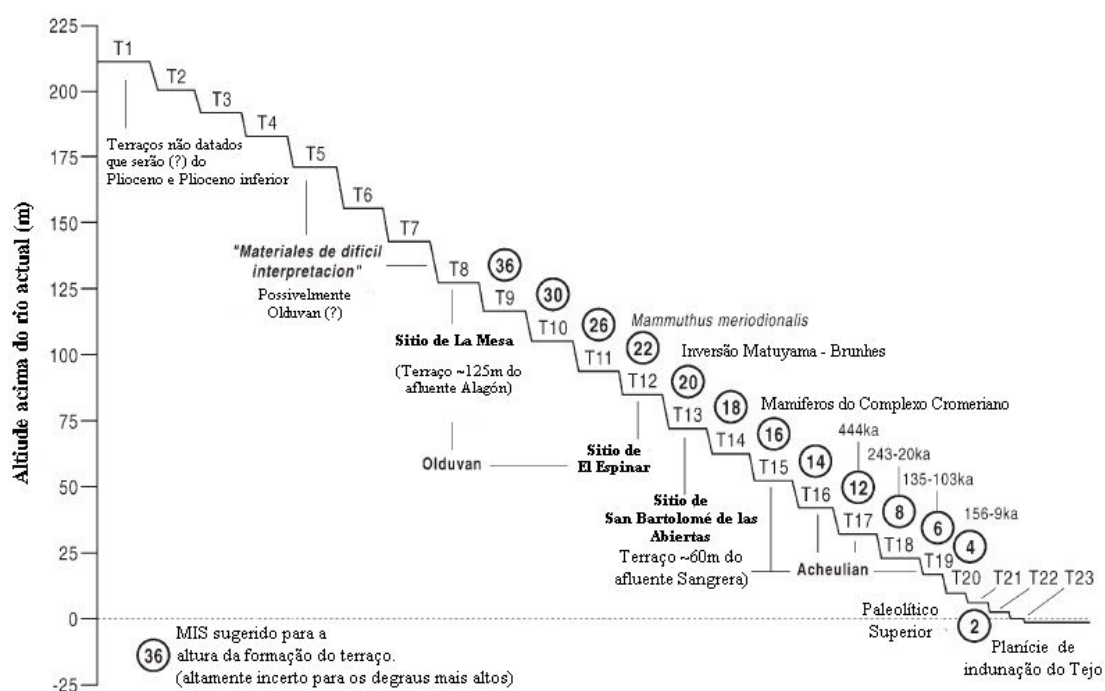 Altiude acima do rio actual (m)
225
200
175
150
125
100
75
50
25
0
-25
T1
T2
T3
T4
T5
T6
T7
T8
T9
T10
T11
T12
T13
T14
T15
T16
T17
T18
T19
T20
T21
T22
T23
Terraços não datados
que serão (?) do
Plioceno e Plioceno inferior
"Materiales de dificil
interpretacion"
Possivelmente
Olduvan (?)
Sitio de La Mesa
(Terraço ~125m do
afluente Alagón)
Olduvan
Sitio de
El Espinar
Sitio de
San Bartolomé de las
Abiertas
Terraço ~60m do
afluente Sangrera)
Acheulian
36
30
26
22
20
18
16
14
12
8
6
4
2
Mammuthus meriodionalis
Inversão Matuyama - Brunhes
Mamiferos do Complexo Cromeriano
444ka
243-20ka
135-103ka
156-9ka
Paleolítico
Superior
Planície de
indunação do Tejo
36
MIS sugerido para a
altura da formação do terraço.
(altamente incerto para os degraus mais altos)